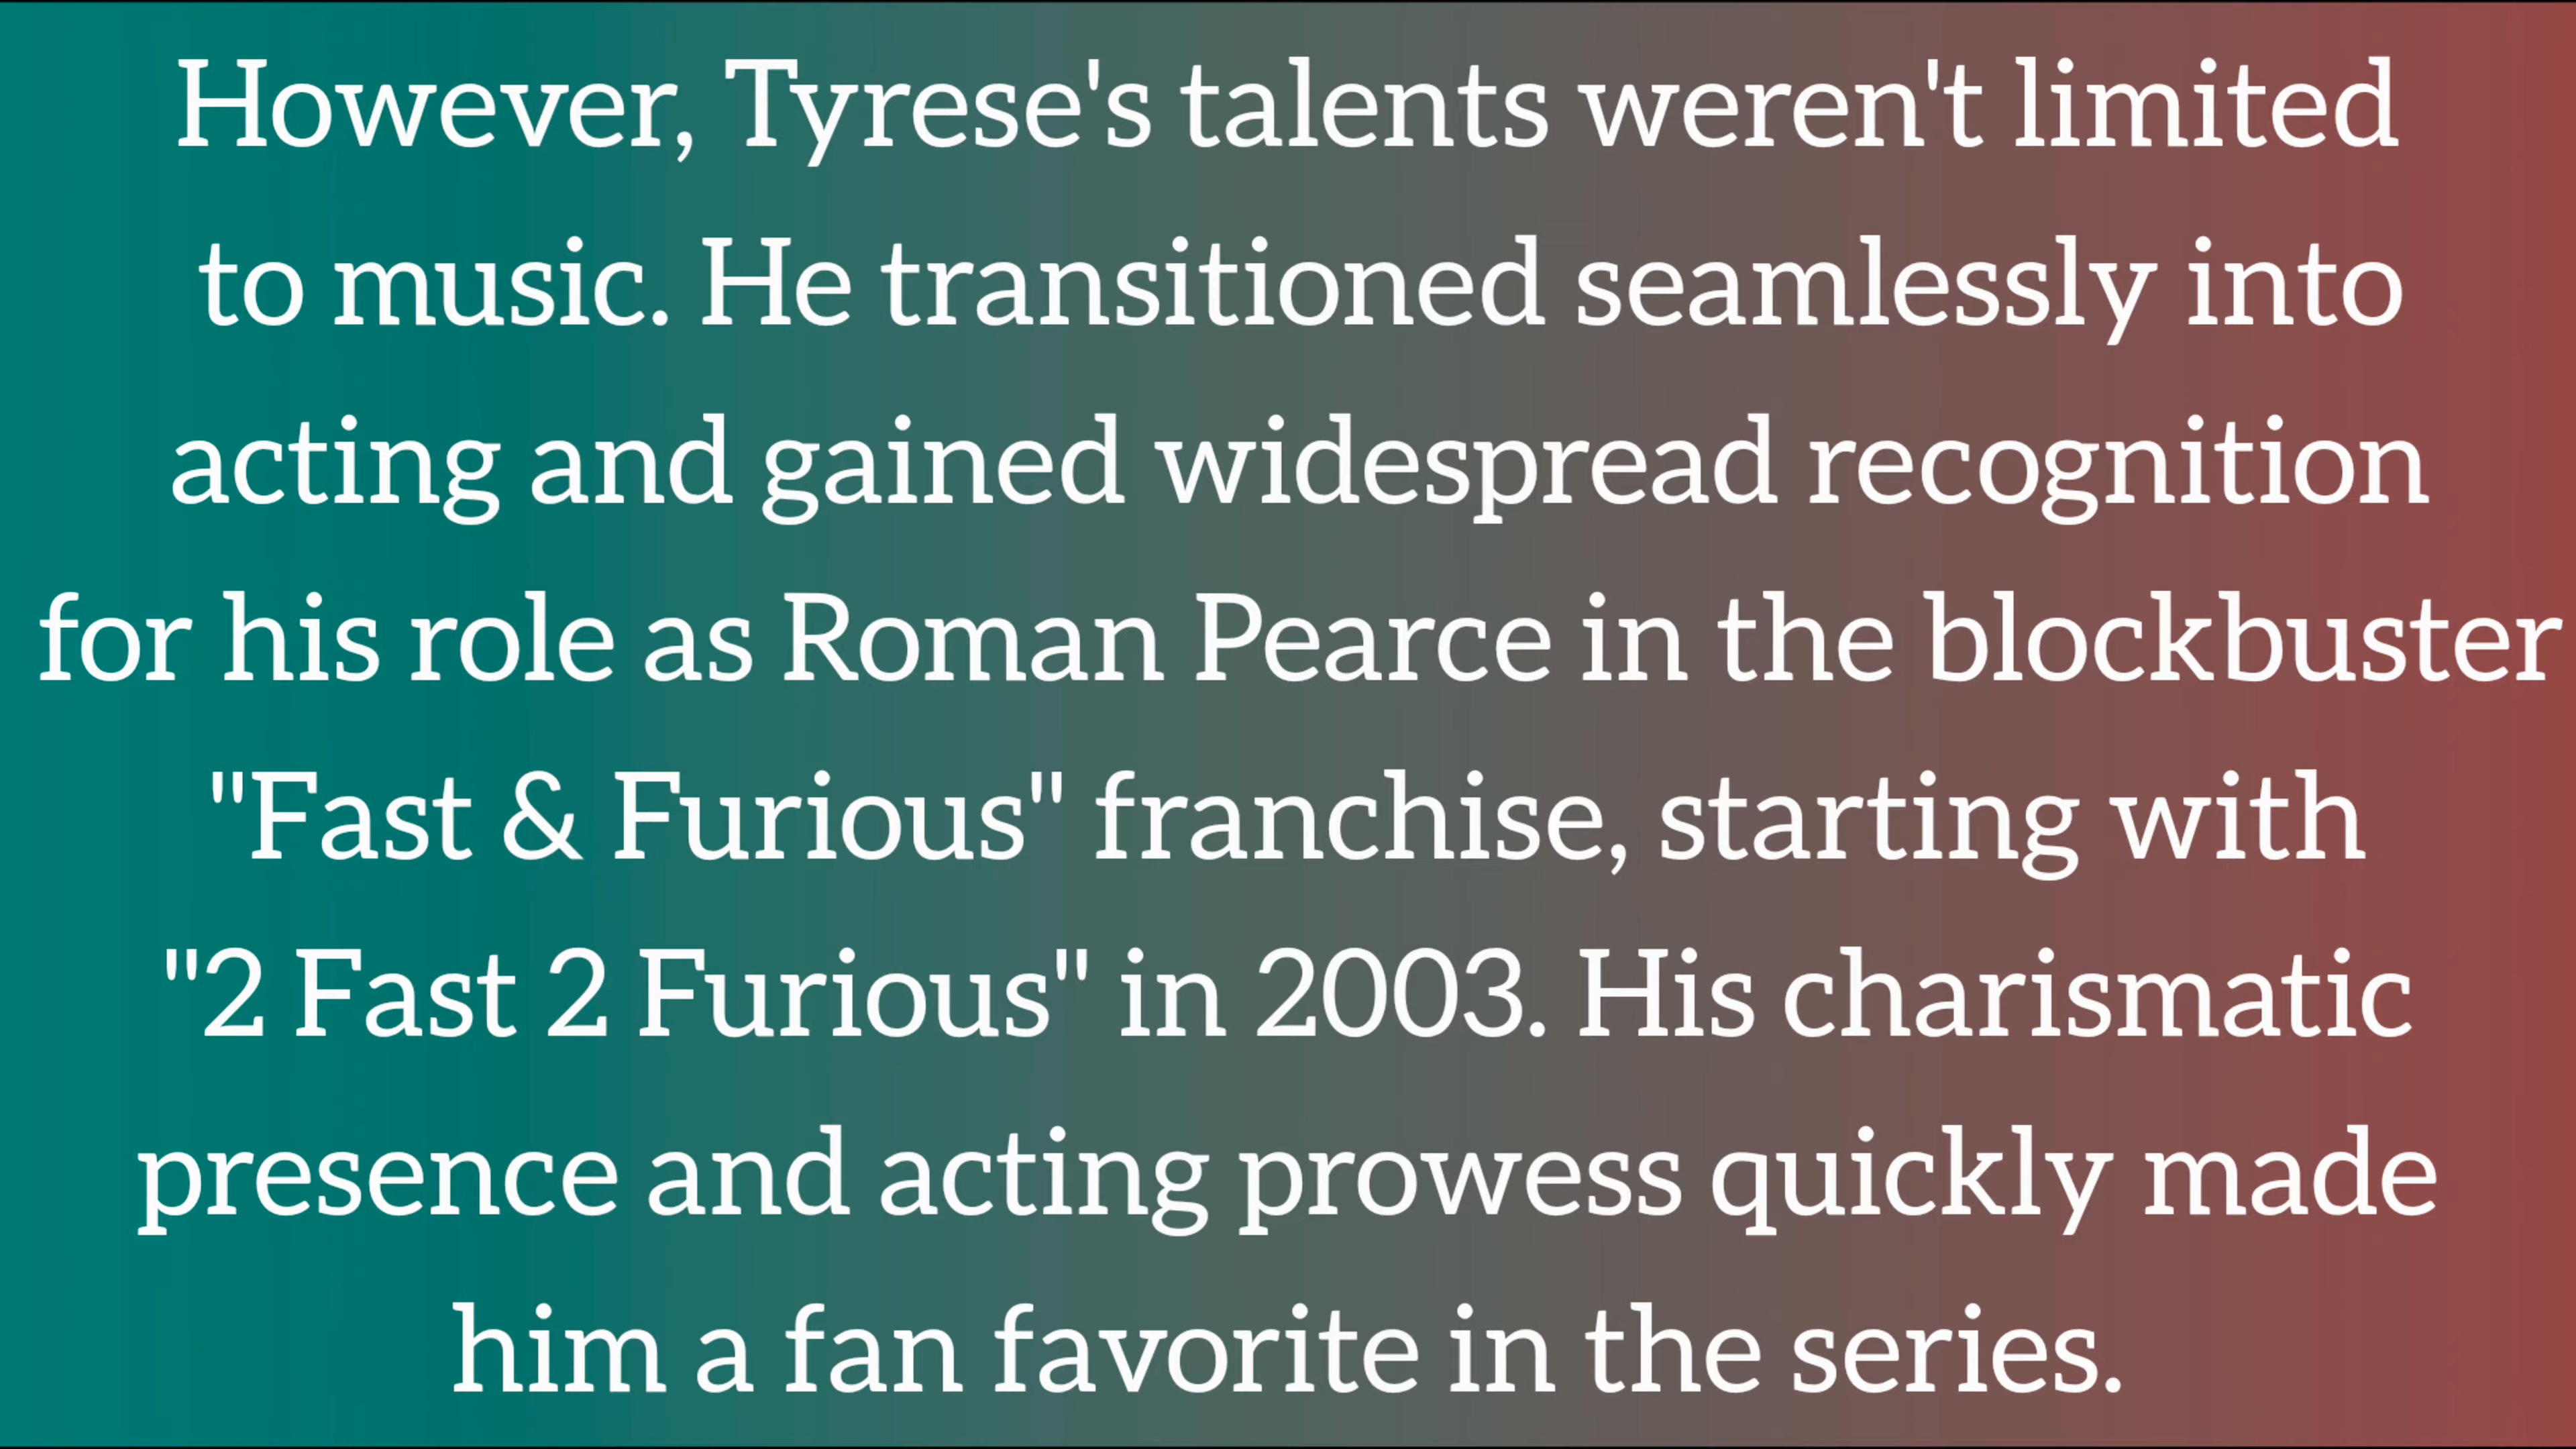 However, Tyrese's talents weren't limited
to music. He transitioned seamlessly into
acting and gained widespread recognition
for his role as Roman Pearce in the blockbuster
"Fast & Furious" franchise, starting with
"2 Fast 2 Furious" in 2003. His charismatic
presence and acting prowess quickly made
him a fan favorite in the series.